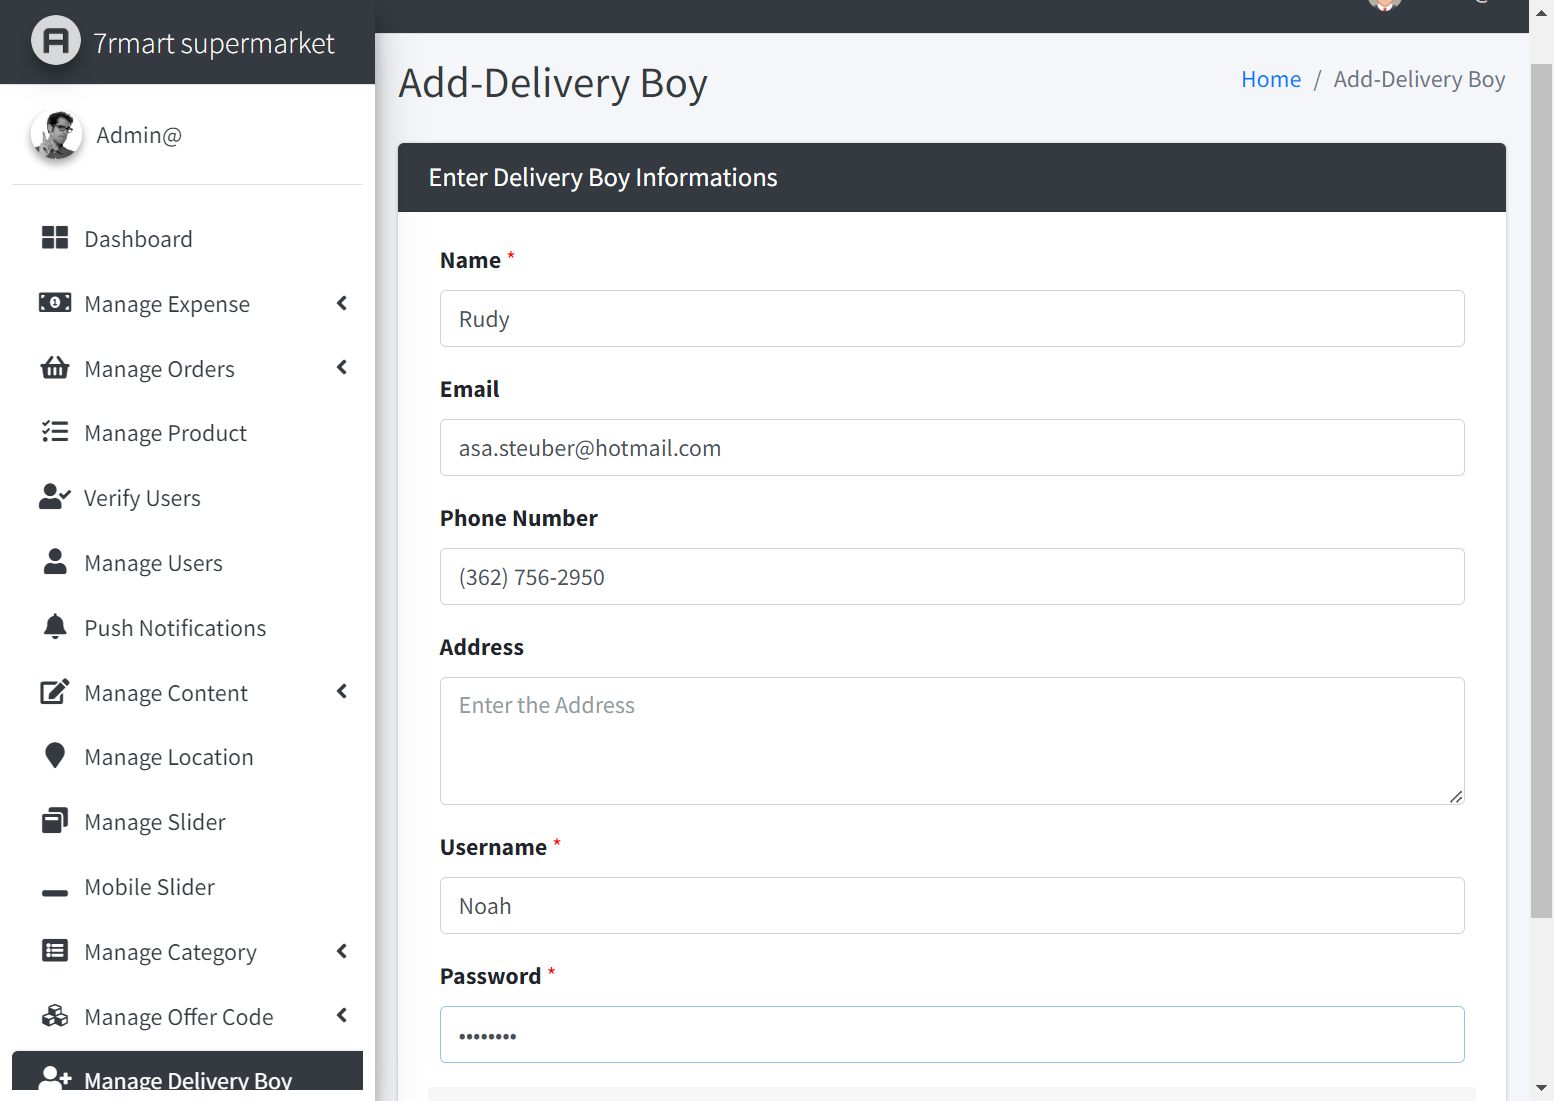 7rmart supermarket
Admin@
Dashboard
Manage Expense
Manage Orders
Manage Product
Verify Users
Manage Users
Push Notifications
Manage Content
Manage Location
Manage Slider
Mobile Slider
Manage Category
Manage Offer Code
Manage Delivery Boy
Add-Delivery Boy
Home / Add-Delivery Boy
Enter Delivery Boy Informations
Name *
Rudy
Email
asa.steuber@hotmail.com
Phone Number
(362) 756-2950
Address
Enter the Address
Username *
Noah
Password *
••••••••